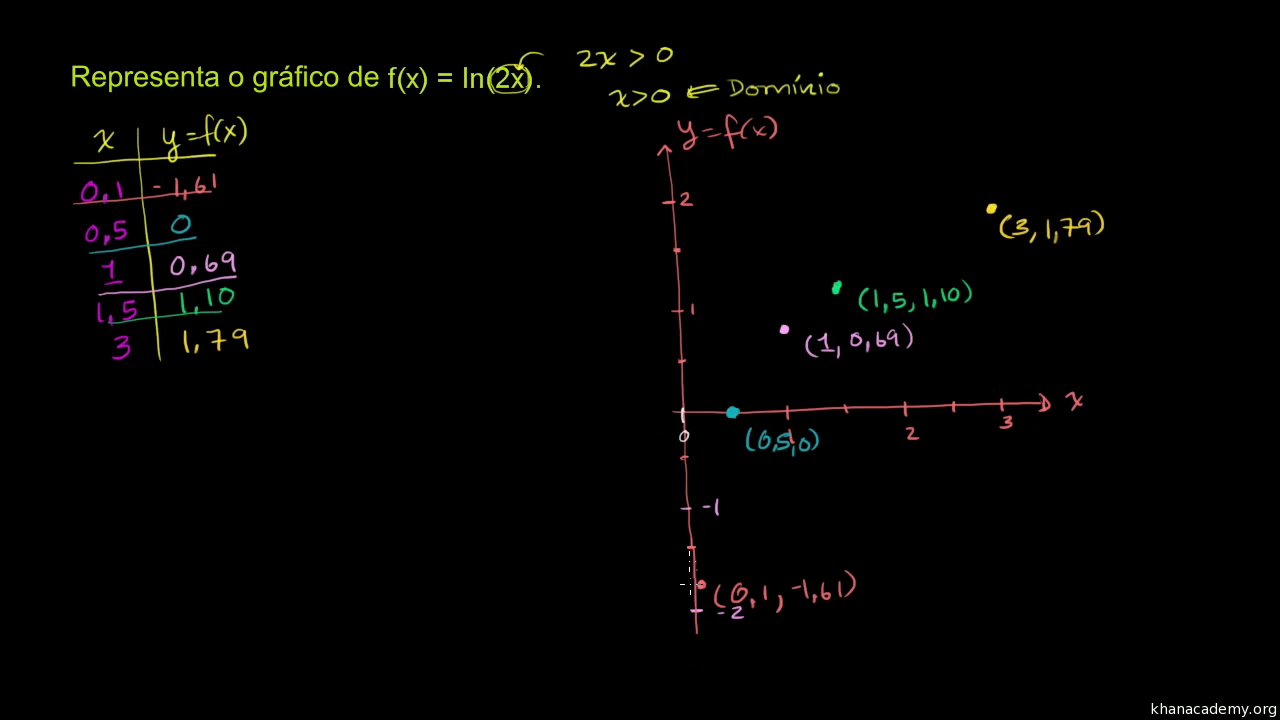 Representa o gráfico de f(x) = ln(2x).
2x > 0
x>0 ⇐ Domínio
x y=f(x)
0,1 -1,61
0,5 0
1 0,69
1,5 1,10
3 1,79
y=f(x)
2
(3, 1,79)
(1,5, 1,10)
1
(1, 0,69)
x
0
1
2
3
(0,5,0)
-1
(0,1, -1,61)
-2
khanacademy.org